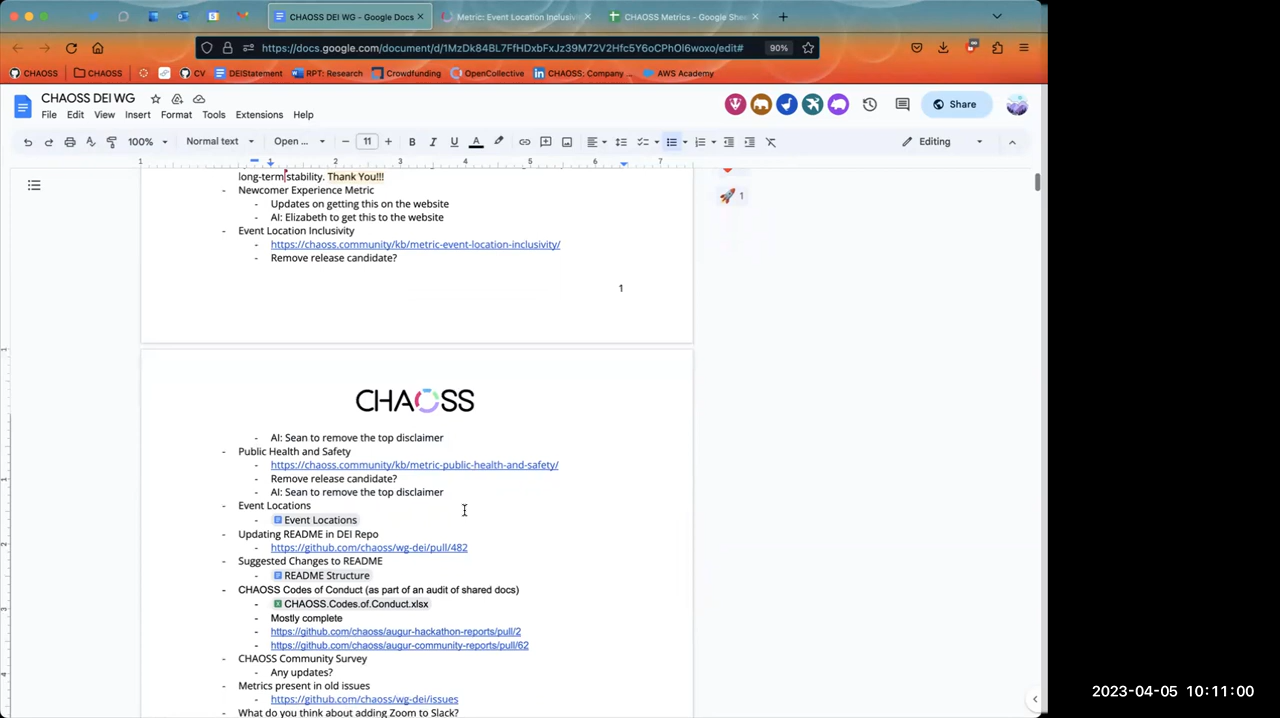 CHAOSS DEI WG - Google Docs
Metric: Event Location Inclusiv
CHAOSS Metrics - Google She
https://docs.google.com/document/d/1MzDk84BL7FfHDxbFxJz39M72V2Hfc5Y6oCPhOI6woxo/edit#
90%
CHAOSS
CHAOSS
CV
DEIStatement
RPT: Research
Crowdfunding
OpenCollective
CHAOSS: Company ...
AWS Academy
CHAOSS DEI WG
File Edit View Insert Format Tools Extensions Help
Share
100% Normal text Open ... 11 B I U A Editing
1 1 2 3 4 5 6 7
long-term stability. Thank You!!!
- Newcomer Experience Metric
- Updates on getting this on the website
- AI: Elizabeth to get this to the website
- Event Location Inclusivity
- https://chaoss.community/kb/metric-event-location-inclusivity/
- Remove release candidate?
🚀 1
1
CHAOSS
- AI: Sean to remove the top disclaimer
- Public Health and Safety
- https://chaoss.community/kb/metric-public-health-and-safety/
- Remove release candidate?
- AI: Sean to remove the top disclaimer
- Event Locations
- Event Locations
- Updating README in DEI Repo
- https://github.com/chaoss/wg-dei/pull/482
- Suggested Changes to README
- README Structure
- CHAOSS Codes of Conduct (as part of an audit of shared docs)
- CHAOSS.Codes.of.Conduct.xlsx
- Mostly complete
- https://github.com/chaoss/augur-hackathon-reports/pull/2
- https://github.com/chaoss/augur-community-reports/pull/62
- CHAOSS Community Survey
- Any updates?
- Metrics present in old issues
- https://github.com/chaoss/wg-dei/issues
- What do you think about adding Zoom to Slack?
2023-04-05 10:11:00